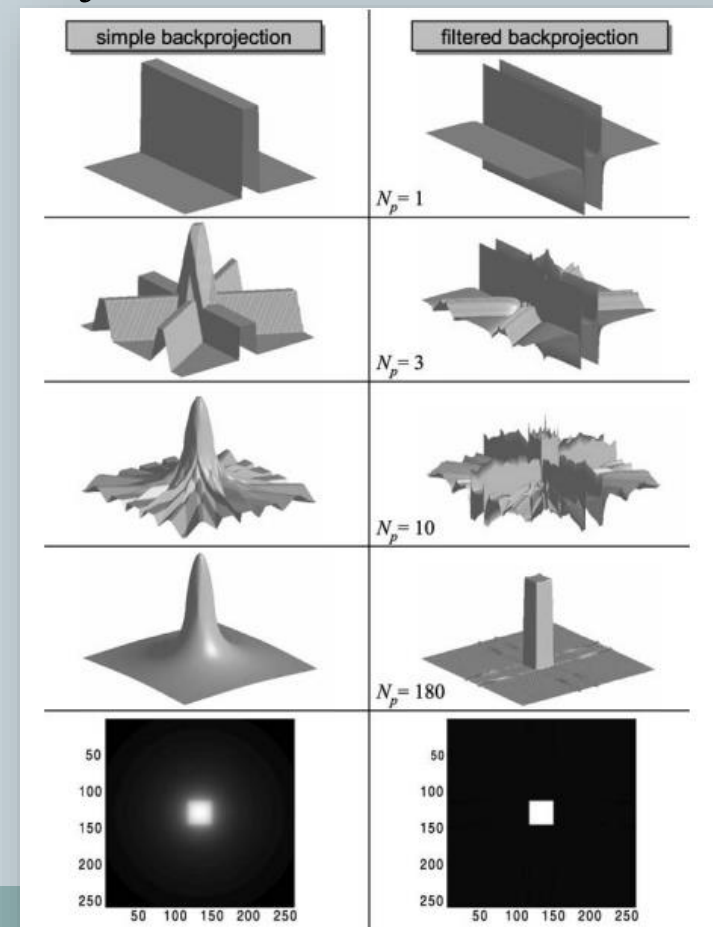 simple backprojection
filtered backprojection
N_p = 1
N_p = 3
N_p = 10
N_p = 180
50
100
150
200
250
50 100 150 200 250
50
100
150
200
250
50 100 150 200 250